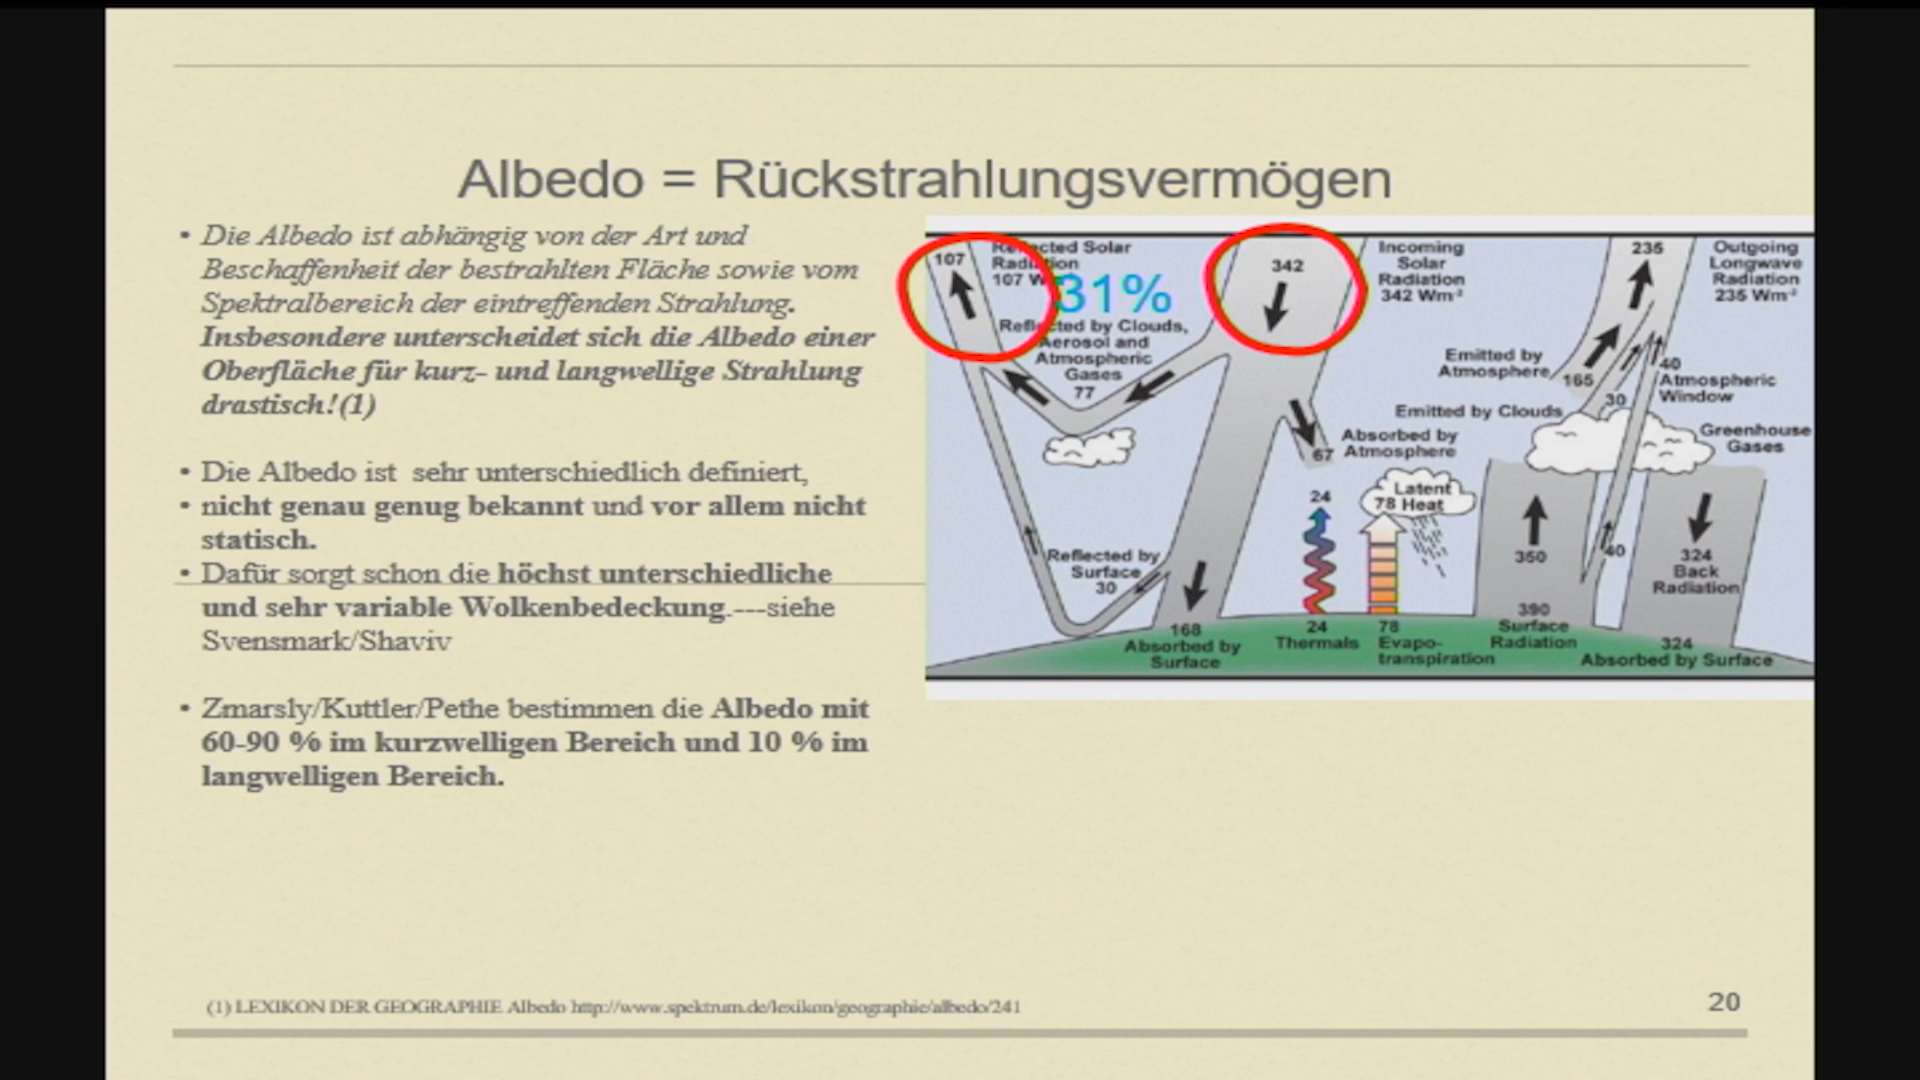 Albedo = Rückstrahlungsvermögen
• Die Albedo ist abhängig von der Art und
Beschaffenheit der bestrahlten Fläche sowie vom
Spektralbereich der eintreffenden Strahlung.
Insbesondere unterscheidet sich die Albedo einer
Oberfläche für kurz- und langwellige Strahlung
drastisch!(1)
• Die Albedo ist sehr unterschiedlich definiert,
• nicht genau genug bekannt und vor allem nicht
statisch.
• Dafür sorgt schon die höchst unterschiedliche
und sehr variable Wolkenbedeckung.---siehe
Svensmark/Shaviv
• Zmarsly/Kuttler/Pethe bestimmen die Albedo mit
60-90 % im kurzwelligen Bereich und 10 % im
langwelligen Bereich.
107
Reflected Solar
Radiation
107 W
31%
342
Incoming
Solar
Radiation
342 Wm-2
235
Outgoing
Longwave
Radiation
235 Wm-2
Reflected by Clouds,
Aerosol and
Atmospheric
Gases
77
Emitted by
Atmosphere
165
40
Atmospheric
Window
30
Emitted by Clouds
Greenhouse
Gases
Absorbed by
Atmosphere
67
24
Latent
78 Heat
Reflected by
Surface
30
350
40
324
Back
Radiation
168
Absorbed by
Surface
24
Thermals
78
Evapo-
transpiration
390
Surface
Radiation
324
Absorbed by Surface
(1) LEXIKON DER GEOGRAPHIE Albedo http://www.spektrum.de/lexikon/geographie/albedo/241
20